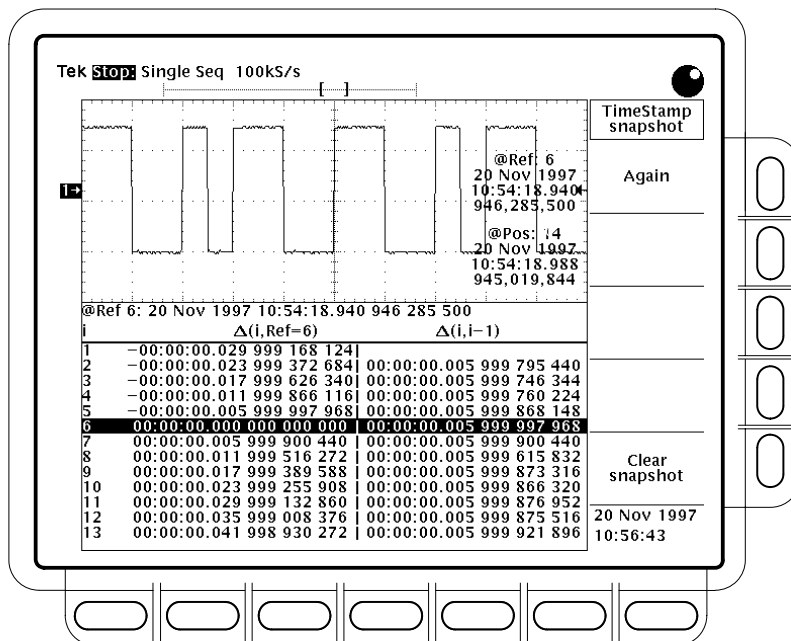 Tek Stop: Single Seq 100kS/s
[ ]
TimeStamp
snapshot
Again
@Ref: 6
20 Nov 1997
10:54:18.940
946,285,500
1→
@Pos: 14
20 Nov 1997
10:54:18.988
945,019,844
@Ref 6: 20 Nov 1997 10:54:18.940 946 285 500
i Δ(i,Ref=6) Δ(i,i−1)
1 −00:00:00.029 999 168 124|
2 −00:00:00.023 999 372 684| 00:00:00.005 999 795 440
3 −00:00:00.017 999 626 340| 00:00:00.005 999 746 344
4 −00:00:00.011 999 866 116| 00:00:00.005 999 760 224
5 −00:00:00.005 999 997 968| 00:00:00.005 999 868 148
6 00:00:00.000 000 000 000 | 00:00:00.005 999 997 968
7 00:00:00.005 999 900 440 | 00:00:00.005 999 900 440
8 00:00:00.011 999 516 272 | 00:00:00.005 999 615 832
9 00:00:00.017 999 389 588 | 00:00:00.005 999 873 316
10 00:00:00.023 999 255 908 | 00:00:00.005 999 866 320
11 00:00:00.029 999 132 860 | 00:00:00.005 999 876 952
12 00:00:00.035 999 008 376 | 00:00:00.005 999 875 516
13 00:00:00.041 998 930 272 | 00:00:00.005 999 921 896
Clear
snapshot
20 Nov 1997
10:56:43